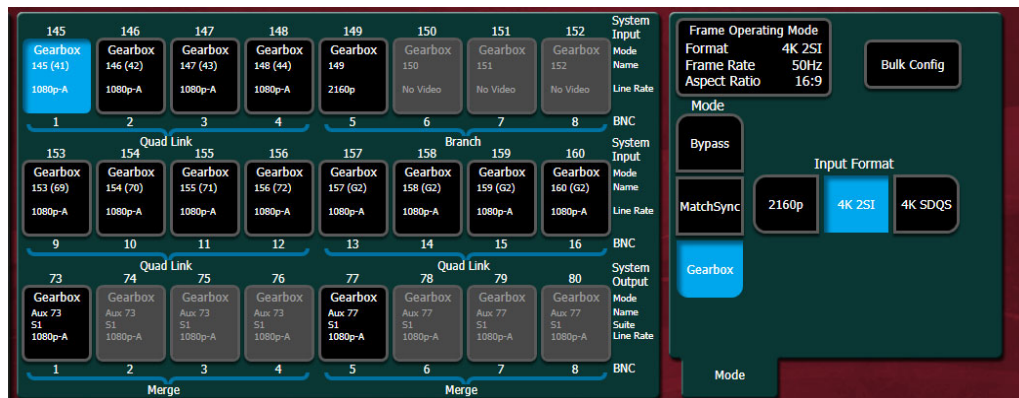 145 146 147 148 149 150 151 152 System Input
Gearbox Gearbox Gearbox Gearbox Gearbox Gearbox Gearbox Gearbox Mode
145 (41) 146 (42) 147 (43) 148 (44) 149 150 151 152 Name
1080p-A 1080p-A 1080p-A 1080p-A 2160p No Video No Video No Video Line Rate
1 2 3 4 5 6 7 8 BNC
Quad Link Branch
153 154 155 156 157 158 159 160 System Input
Gearbox Gearbox Gearbox Gearbox Gearbox Gearbox Gearbox Gearbox Mode
153 (69) 154 (70) 155 (71) 156 (72) 157 (G2) 158 (G2) 159 (G2) 160 (G2) Name
1080p-A 1080p-A 1080p-A 1080p-A 1080p-A 1080p-A 1080p-A 1080p-A Line Rate
9 10 11 12 13 14 15 16 BNC
Quad Link Quad Link
73 74 75 76 77 78 79 80 System Output
Gearbox Gearbox Gearbox Gearbox Gearbox Gearbox Gearbox Gearbox Mode
Aux 73 Aux 73 Aux 73 Aux 73 Aux 77 Aux 77 Aux 77 Aux 77 Name
S1 S1 S1 S1 S1 S1 S1 S1 Suite
1080p-A 1080p-A 1080p-A 1080p-A 1080p-A 1080p-A 1080p-A 1080p-A Line Rate
1 2 3 4 5 6 7 8 BNC
Merge Merge
Frame Operating Mode
Format 4K 2SI
Frame Rate 50Hz
Aspect Ratio 16:9
Bulk Config
Mode
Bypass
MatchSync
Gearbox
Input Format
2160p 4K 2SI 4K SDQS
Mode